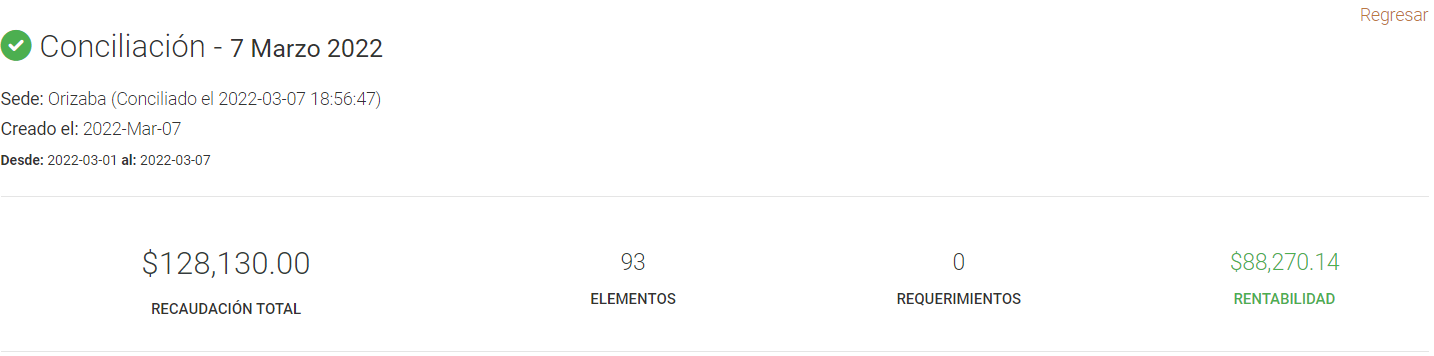 Regresar
Conciliación - 7 Marzo 2022
Sede: Orizaba (Conciliado el 2022-03-07 18:56:47)
Creado el: 2022-Mar-07
Desde: 2022-03-01 al: 2022-03-07
$128,130.00
RECAUDACIÓN TOTAL
93
ELEMENTOS
0
REQUERIMIENTOS
$88,270.14
RENTABILIDAD